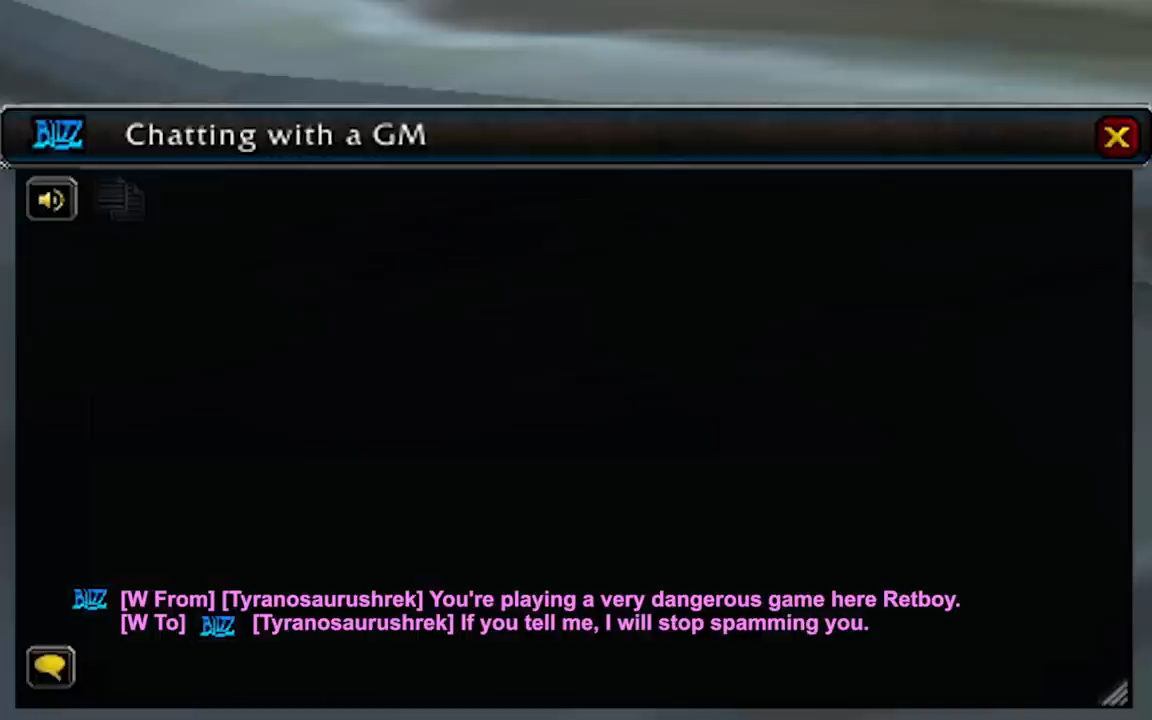 BLIZZ Chatting with a GM
BLIZZ [W From] [Tyranosaurushrek] You're playing a very dangerous game here Retboy.
[W To] BLIZZ [Tyranosaurushrek] If you tell me, I will stop spamming you.